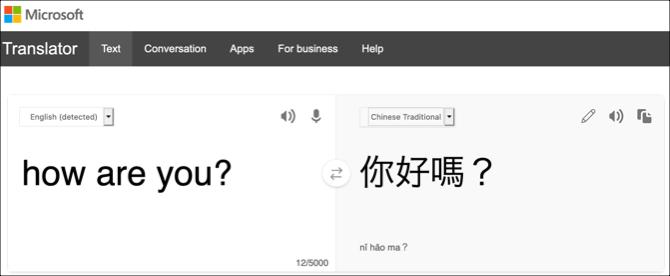 Microsoft
Translator Text Conversation Apps For business Help
English (detected)
Chinese Traditional
how are you?
你好嗎？
nǐ hǎo ma？
12/5000